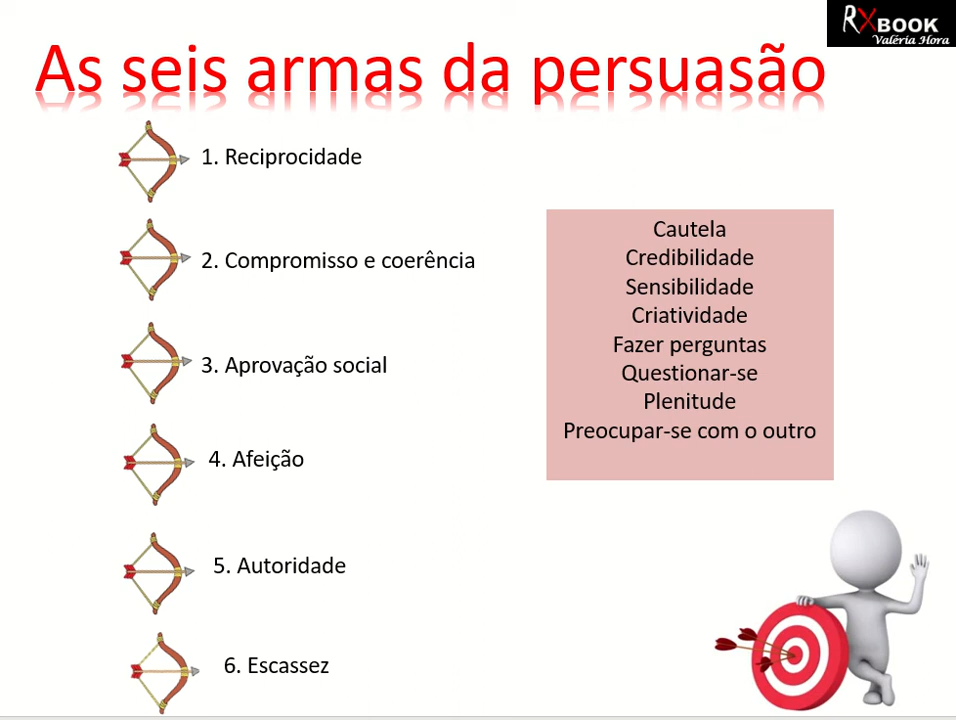 RXBOOK
Valéria Hora
As seis armas da persuasão
1. Reciprocidade
2. Compromisso e coerência
3. Aprovação social
4. Afeição
5. Autoridade
6. Escassez
Cautela
Credibilidade
Sensibilidade
Criatividade
Fazer perguntas
Questionar-se
Plenitude
Preocupar-se com o outro